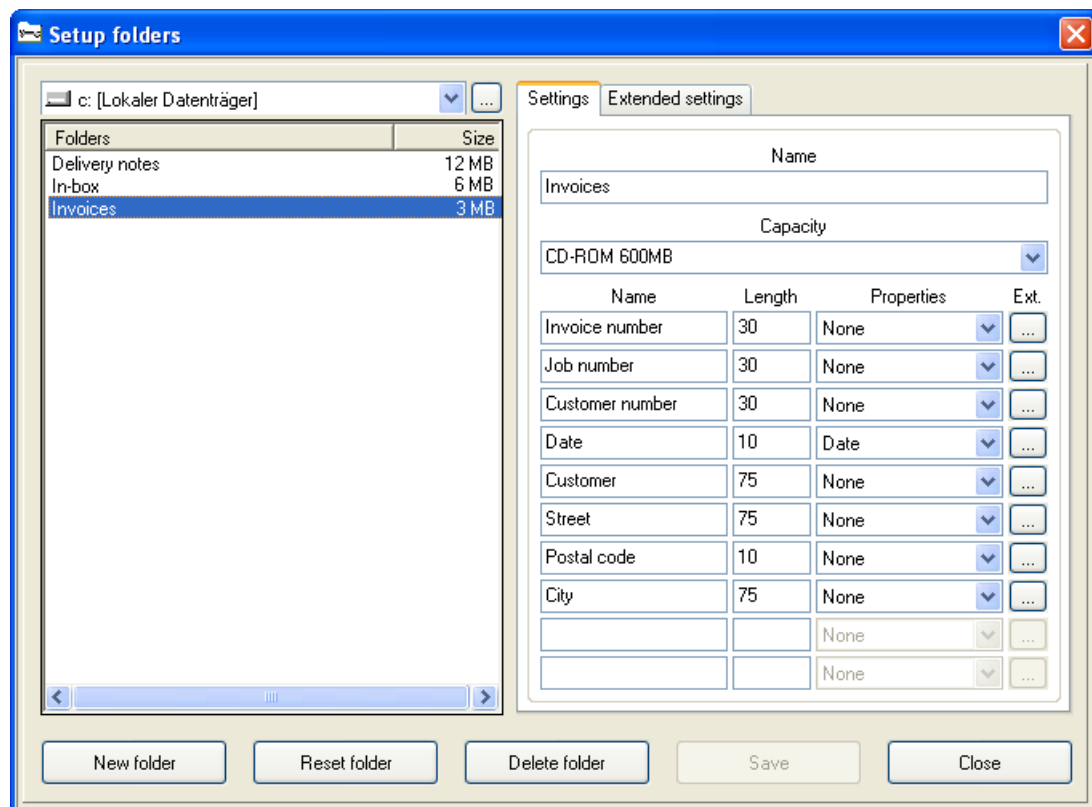 Setup folders
c: [Lokaler Datenträger]
...
Folders Size
Delivery notes 12 MB
In-box 6 MB
Invoices 3 MB
Settings Extended settings
Name
Invoices
Capacity
CD-ROM 600MB
Name Length Properties Ext.
Invoice number 30 None ...
Job number 30 None ...
Customer number 30 None ...
Date 10 Date ...
Customer 75 None ...
Street 75 None ...
Postal code 10 None ...
City 75 None ...
None ...
None ...
New folder Reset folder Delete folder Save Close